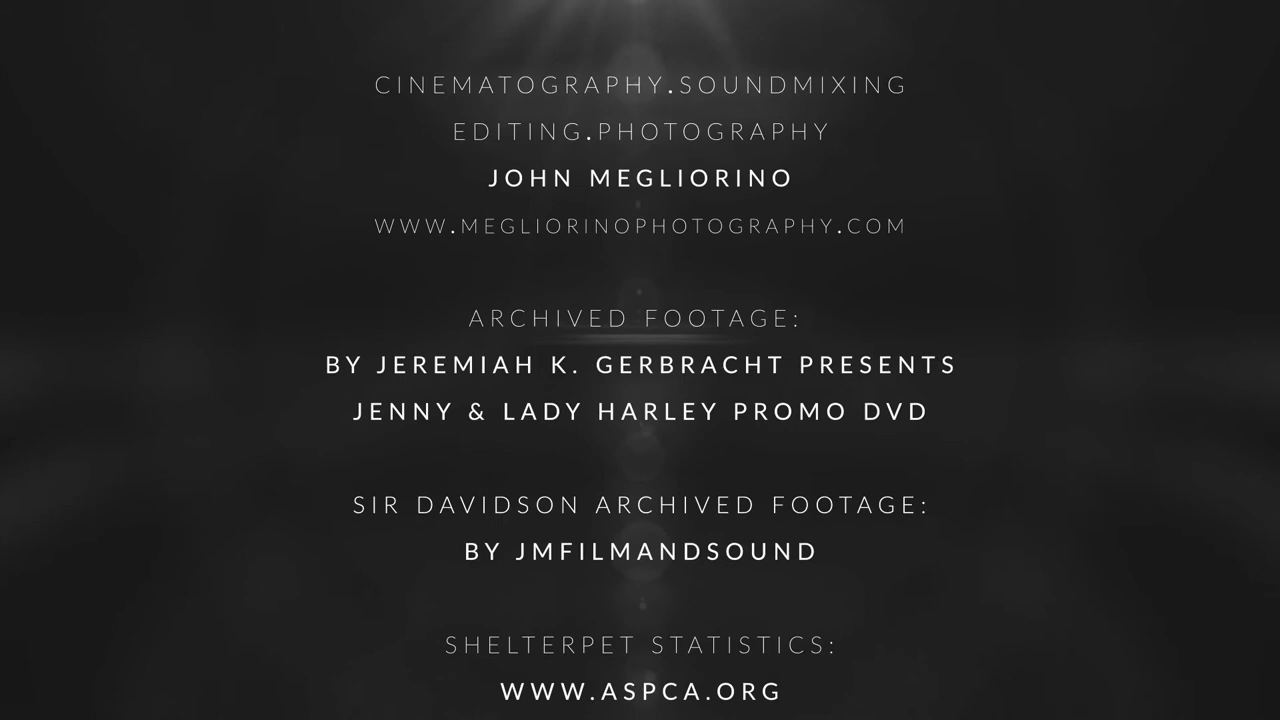 CINEMATOGRAPHY.SOUNDMIXING
EDITING.PHOTOGRAPHY
JOHN MEGLIORINO
WWW.MEGLIORINOPHOTOGRAPHY.COM
ARCHIVED FOOTAGE:
BY JEREMIAH K. GERBRACHT PRESENTS
JENNY & LADY HARLEY PROMO DVD
SIR DAVIDSON ARCHIVED FOOTAGE:
BY JMFILMANDSOUND
SHELTERPET STATISTICS:
WWW.ASPCA.ORG